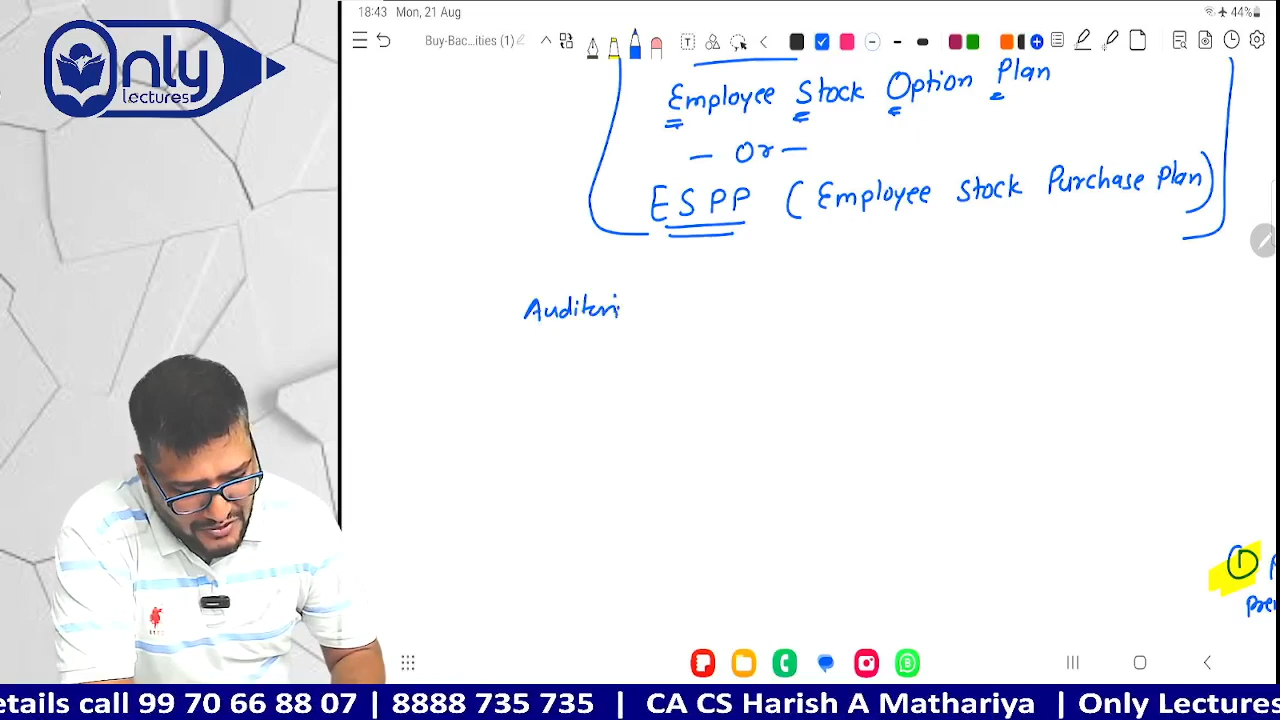 Only
lectures
18:43 Mon, 21 Aug
44%
Buy-Bac...ities (1)
Employee Stock Option Plan
— Or —
ESPP (Employee Stock Purchase Plan)
1
etails call 99 70 66 88 07 | 8888 735 735 | CA CS Harish A Mathariya | Only Lectures